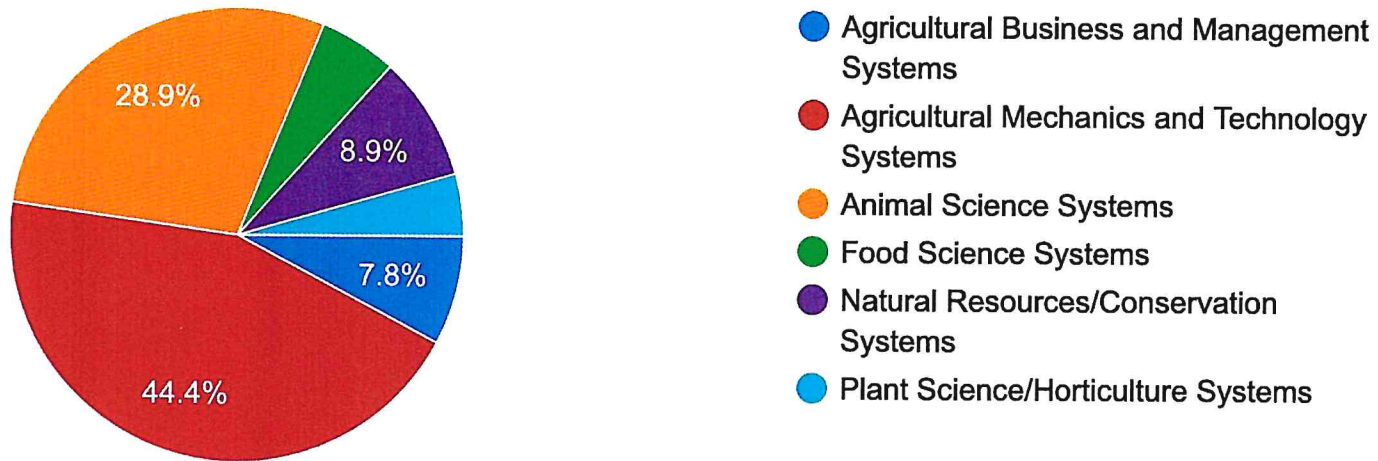 28.9%
8.9%
7.8%
44.4%
Agricultural Business and Management
Systems
Agricultural Mechanics and Technology
Systems
Animal Science Systems
Food Science Systems
Natural Resources/Conservation
Systems
Plant Science/Horticulture Systems